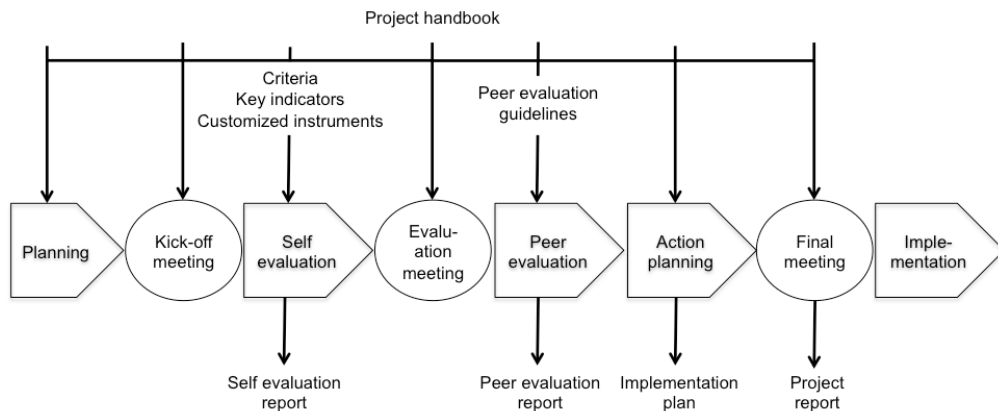 Project handbook
Criteria
Key indicators
Customized instruments
Peer evaluation
guidelines
Planning
Kick-off
meeting
Self
evaluation
Evalu-
ation
meeting
Peer
evaluation
Action
planning
Final
meeting
Imple-
mentation
Self evaluation
report
Peer evaluation
report
Implementation
plan
Project
report